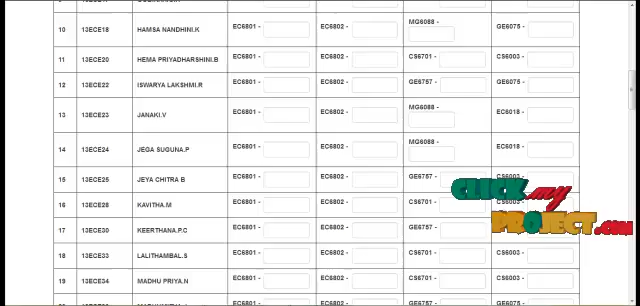 10 13ECE18 HAMSA NANDHINI.K EC6801 - EC6802 - MG6088 - GE6075 -
11 13ECE20 HEMA PRIYADHARSHINI.B EC6801 - EC6802 - CS6701 - CS6003 -
12 13ECE22 ISWARYA LAKSHMI.R EC6801 - EC6802 - GE6757 - GE6075 -
13 13ECE23 JANAKI.V EC6801 - EC6802 - MG6088 - EC6018 -
14 13ECE24 JEGA SUGUNA.P EC6801 - EC6802 - MG6088 - EC6018 -
15 13ECE25 JEYA CHITRA B EC6801 - EC6802 - GE6757 - CS6003 -
16 13ECE28 KAVITHA.M EC6801 - EC6802 - CS6701 - CS6003 -
17 13ECE30 KEERTHANA.P.C EC6801 - EC6802 - GE6757 -
18 13ECE33 LALITHAMBAL.S EC6801 - EC6802 - CS6701 - CS6003 -
19 13ECE34 MADHU PRIYA.N EC6801 - EC6802 - CS6701 - CS6003 -
EC6801 - EC6802 - GE6757 - GE6075 -
CLICK my
PROJECT.COM